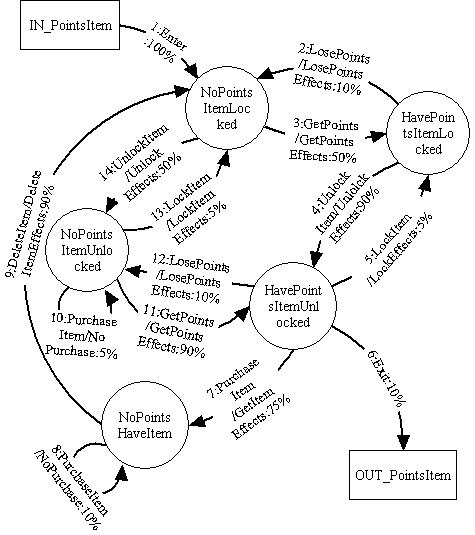 IN_PointsItem
1:Enter
:100%
2:LosePoints
/LosePoints
Effects:10%
NoPoints
ItemLoc
ked
3:GetPoints
/GetPoints
Effects:50%
HavePoin
tsItemLo
cked
14:UnlockItem
/Unlock
Effects:50%
13:LockItem
/LockItem
Effects:5%
4:Unlock
Item/Unlolck
Effects:90%
5:LockItem
/LockEffects:5%
9:DeleteItem/Delete
ItemEffects:90%
NoPoints
ItemUnlo
cked
12:LosePoints
/LosePoints
Effects:10%
11:GetPoints
/GetPoints
Effects:90%
HavePoint
sItemUnl
ocked
10:Purchase
Item/No
Purchase:5%
7:Purchase
Item
/GetItem
Effects:75%
6:Exit:10%
NoPoints
HaveItem
8:PurchaseItem
/NoPurchase:10%
OUT_PointsItem